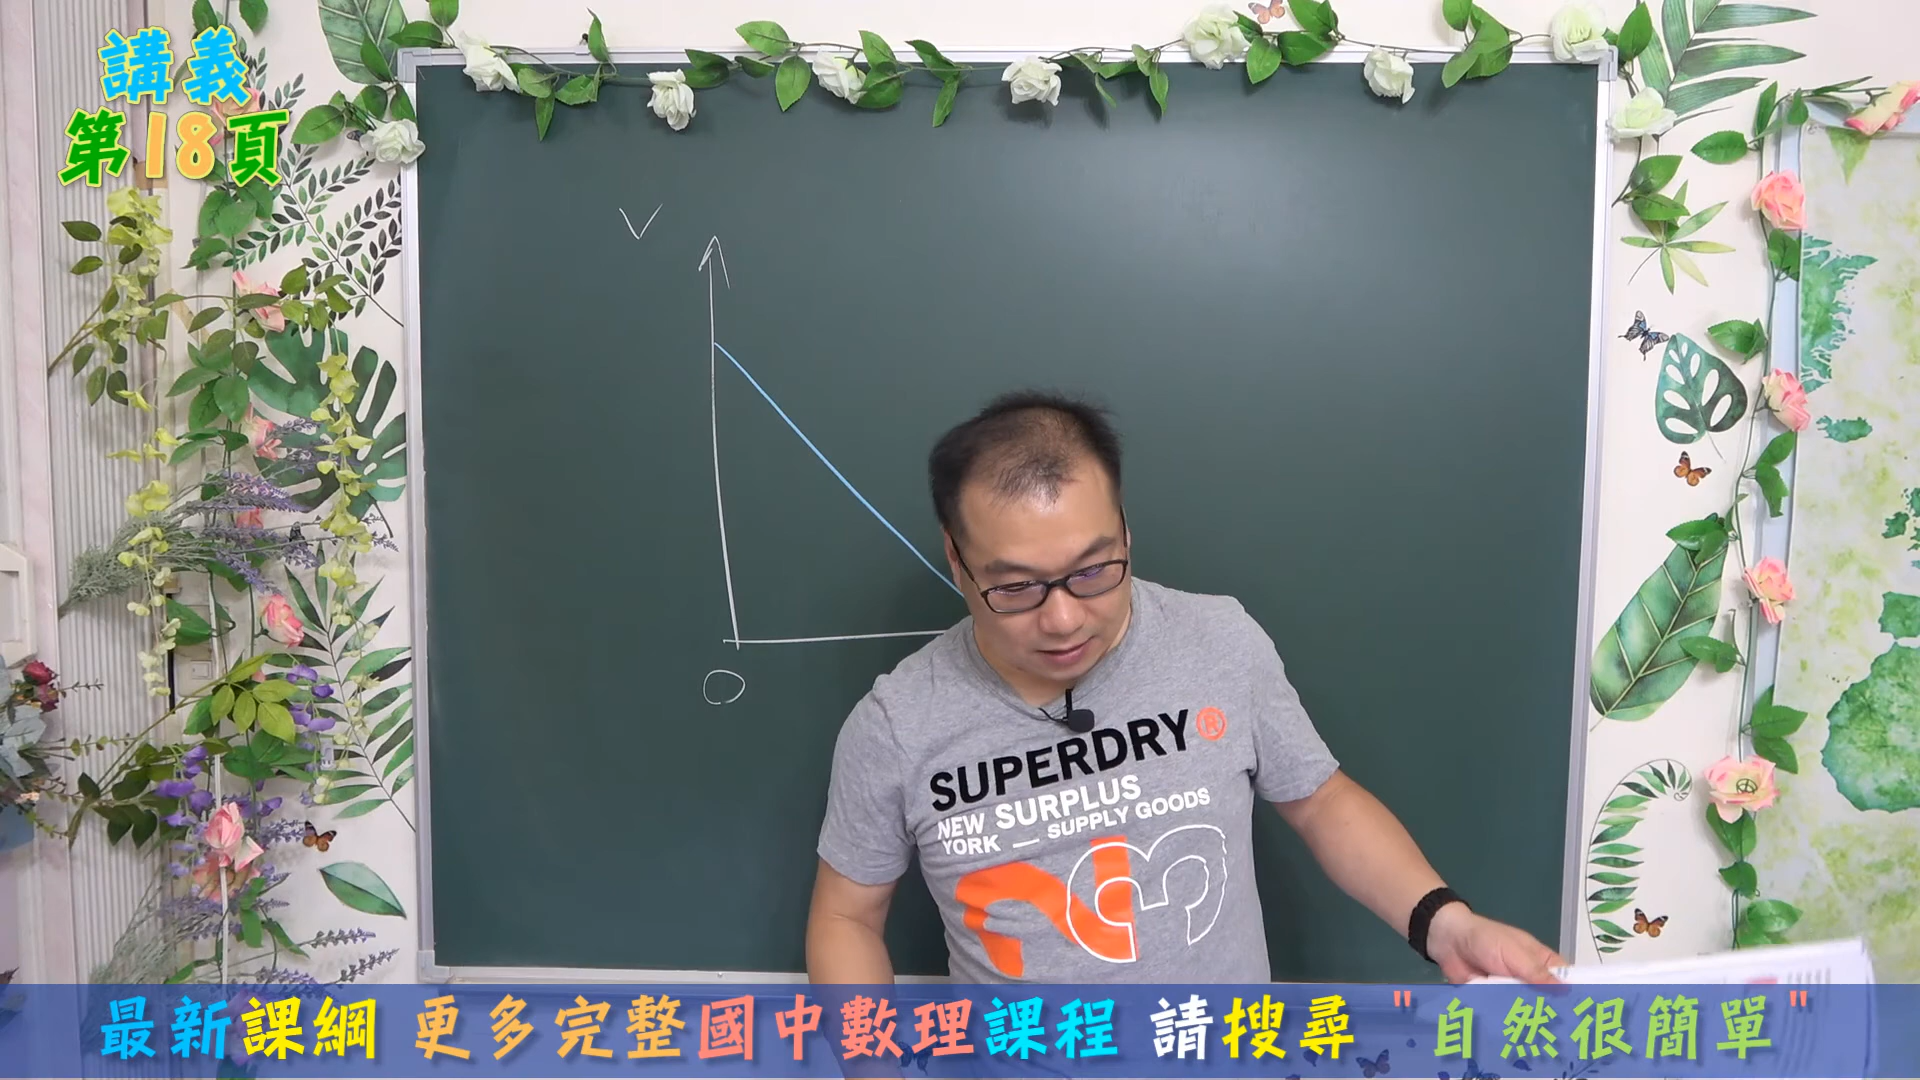 講義
第18頁
V
O
SUPERDRY®
NEW SURPLUS
YORK — SUPPLY GOODS
23
最新課綱 更多完整國中數理課程 請搜尋"自然很簡單"